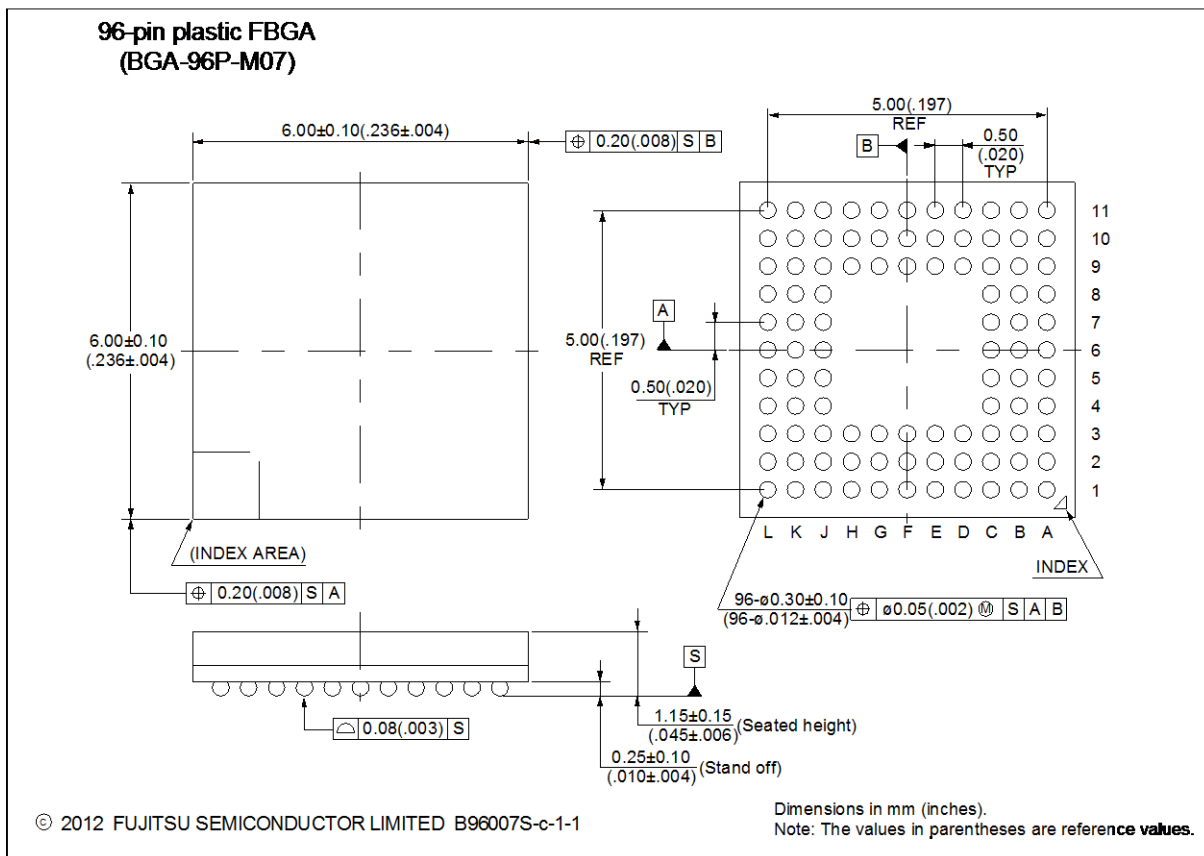 96-pin plastic FBGA
(BGA-96P-M07)
6.00±0.10(.236±.004)
⌖ 0.20(.008) S B
6.00±0.10
(.236±.004)
(INDEX AREA)
⌖ 0.20(.008) S A
5.00(.197)
REF
B
0.50
(.020)
TYP
A
5.00(.197)
REF
0.50(.020)
TYP
11
10
9
8
7
6
5
4
3
2
1
L K J H G F E D C B A
INDEX
96-ø0.30±0.10
(96-ø.012±.004)
⌖ ø0.05(.002) Ⓜ S A B
S
⌓ 0.08(.003) S
1.15±0.15
(.045±.006)
(Seated height)
0.25±0.10
(.010±.004)
(Stand off)
© 2012 FUJITSU SEMICONDUCTOR LIMITED B96007S-c-1-1
Dimensions in mm (inches).
Note: The values in parentheses are reference values.